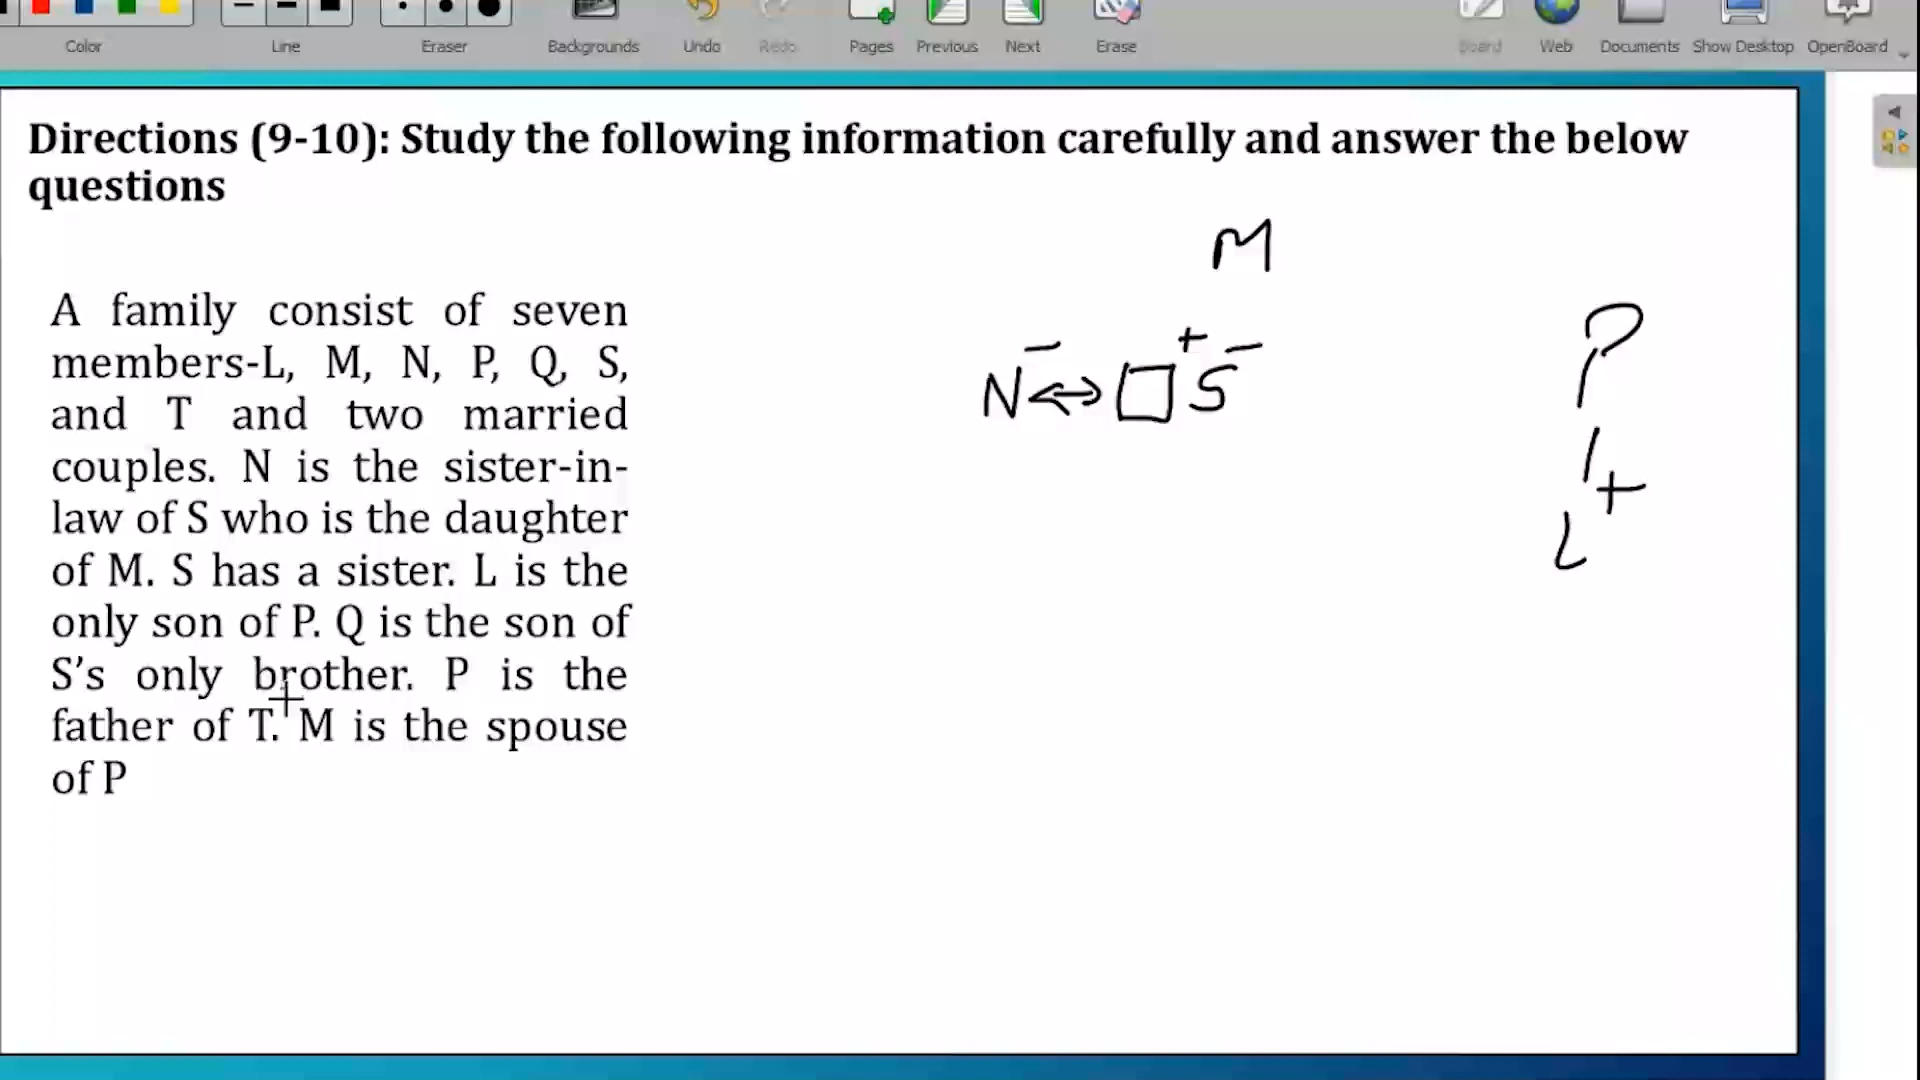 Color Line Eraser Backgrounds Undo Redo Pages Previous Next Erase Board Web Documents Show Desktop OpenBoard
Directions (9-10): Study the following information carefully and answer the below
questions
A family consist of seven
members-L, M, N, P, Q, S,
and T and two married
couples. N is the sister-in-
law of S who is the daughter
of M. S has a sister. L is the
only son of P. Q is the son of
S's only brother. P is the
father of T. M is the spouse
of P
M
N - ↔ □ + S -
P
L +